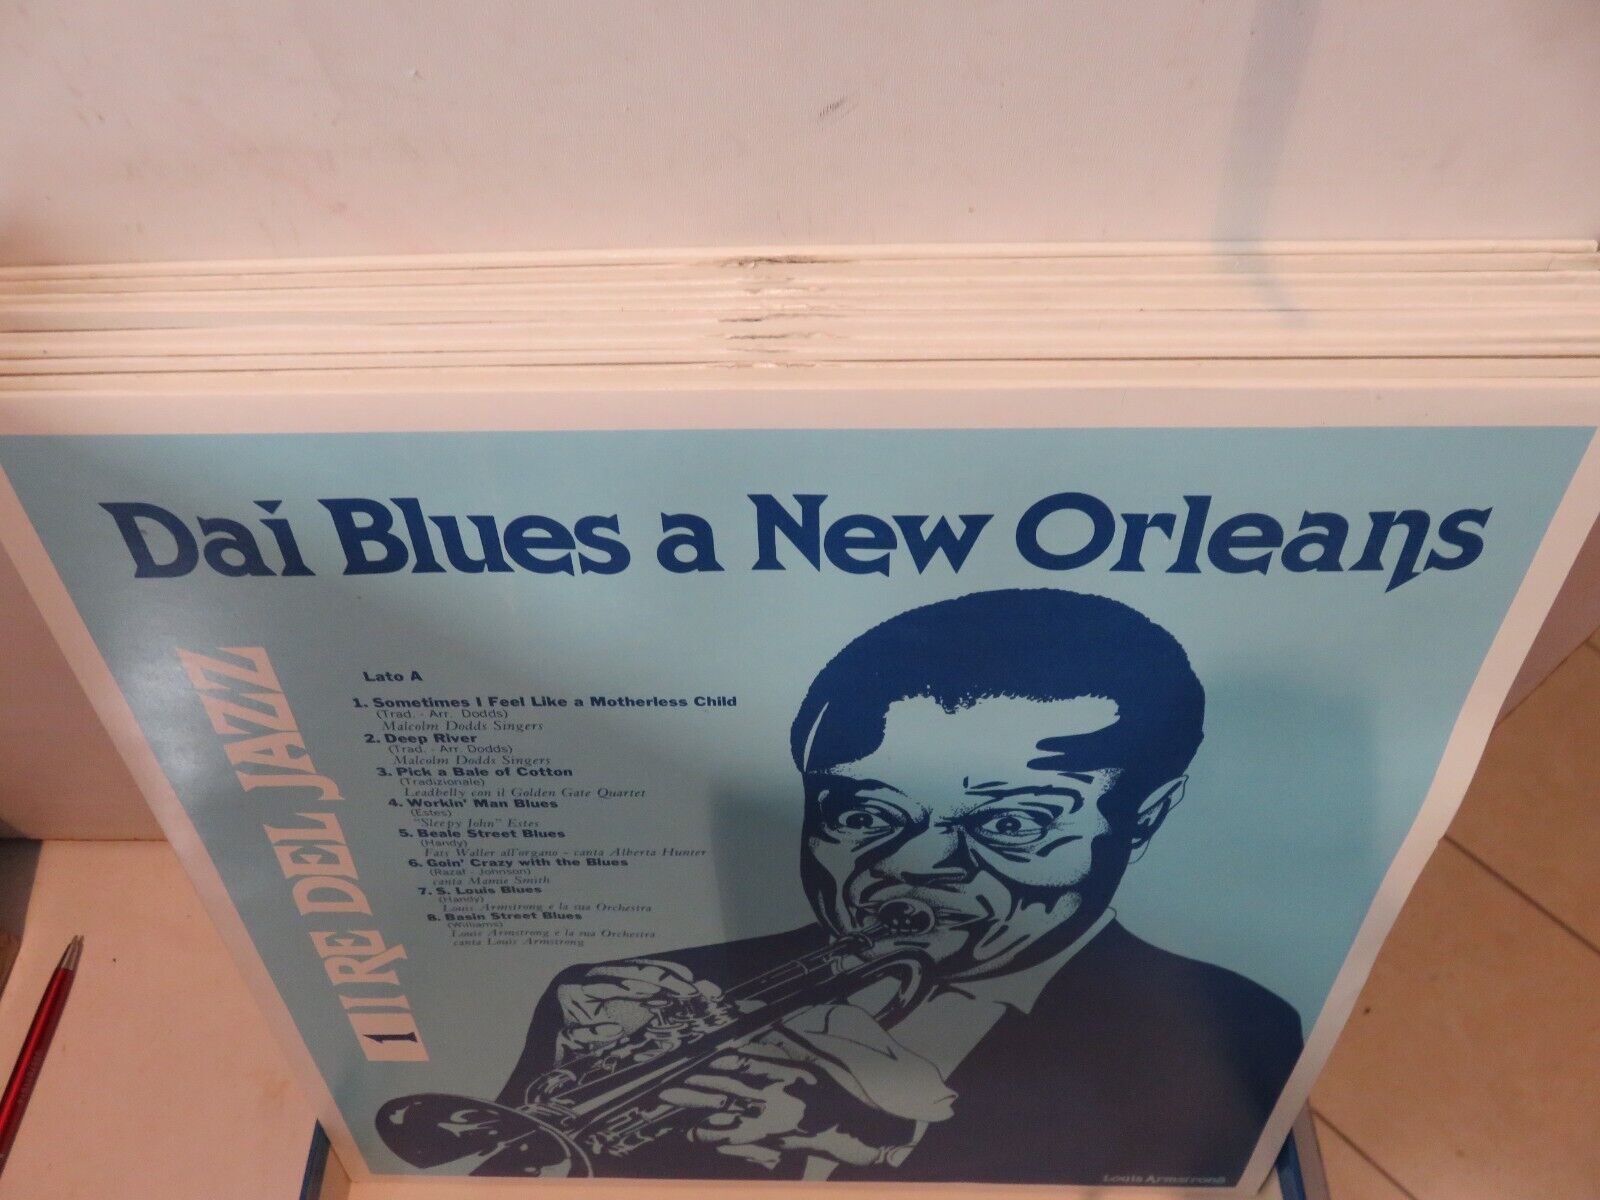 Dai Blues a New Orleans
1 I RE DEL JAZZ
Lato A
1. Sometimes I Feel Like a Motherless Child
(Trad. - Arr. Dodds)
Malcolm Dodds Singers
2. Deep River
(Trad. - Arr. Dodds)
Malcolm Dodds Singers
3. Pick a Bale of Cotton
(Tradizionale)
Leadbelly con il Golden Gate Quartet
4. Workin' Man Blues
(Estes)
"Sleepy John" Estes
5. Beale Street Blues
(Handy)
Fats Waller all'organo - canta Alberta Hunter
6. Goin' Crazy with the Blues
(Razaf - Johnson)
canta Mamie Smith
7. S. Louis Blues
(Handy)
Louis Armstrong e la sua Orchestra
8. Basin Street Blues
(Williams)
Louis Armstrong e la sua Orchestra
canta Louis Armstrong
Louis Armstrong